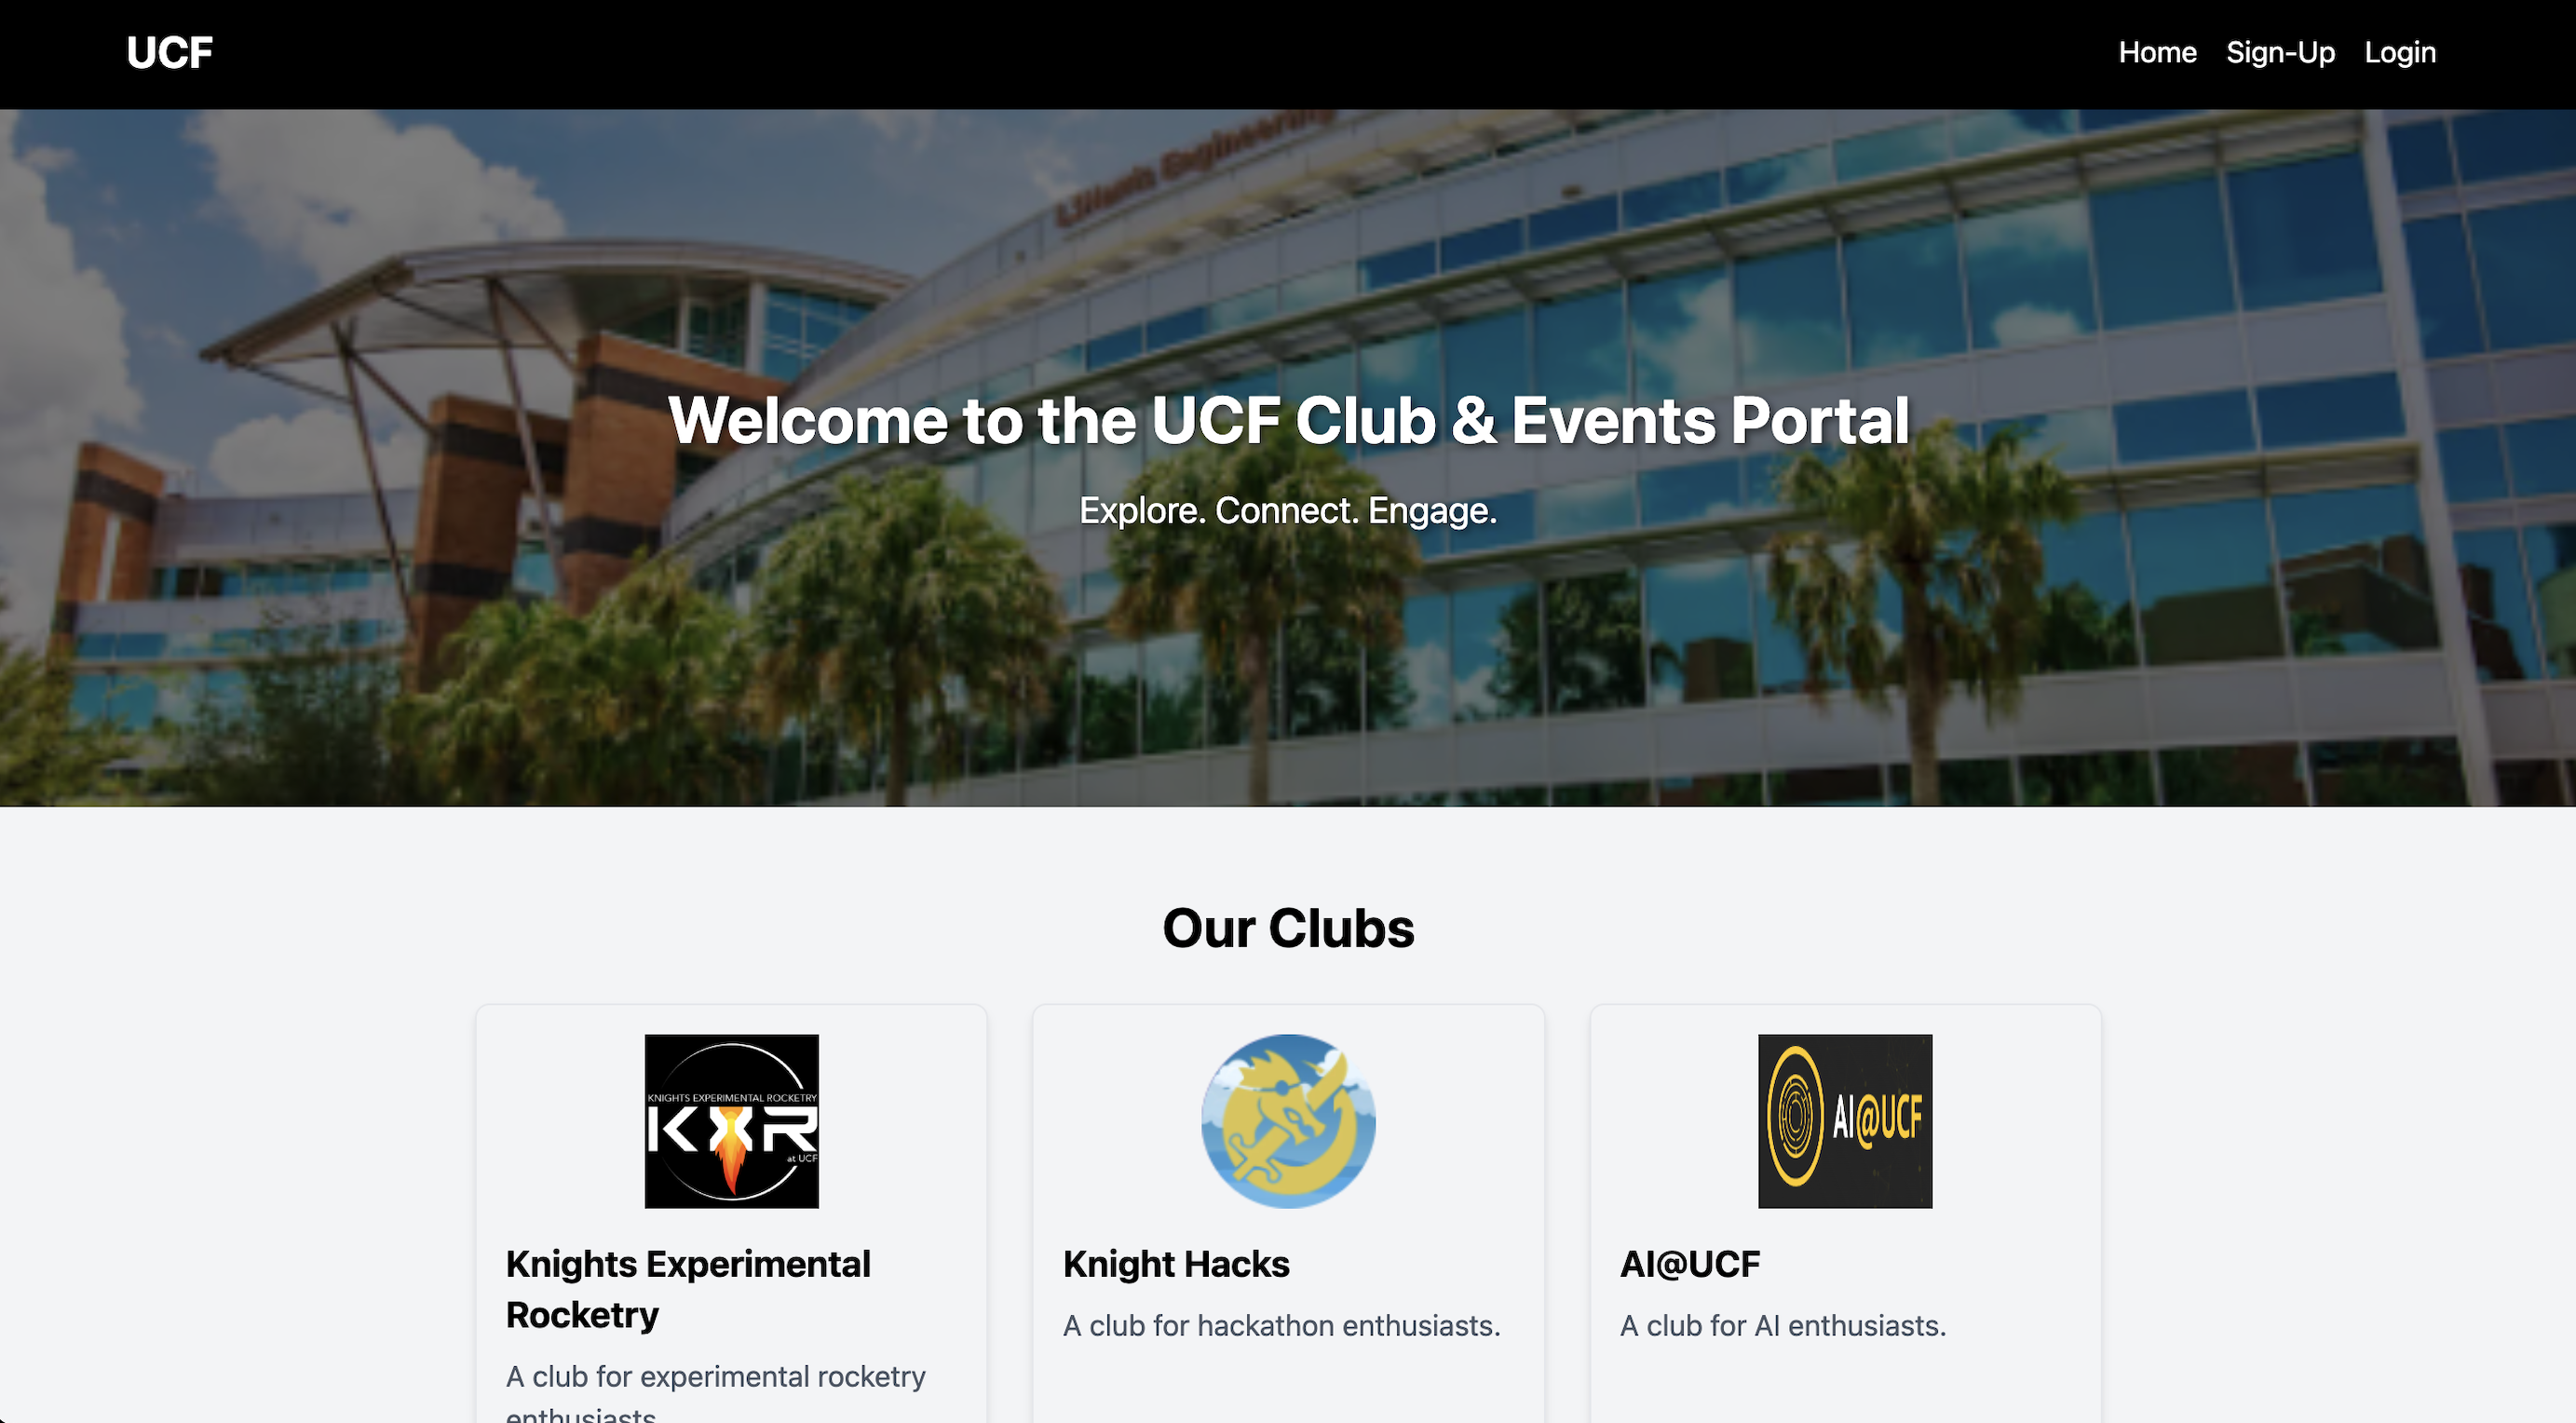 UCF
Home Sign-Up Login
Engineering
Welcome to the UCF Club & Events Portal
Explore. Connect. Engage.
Our Clubs
KNIGHTS EXPERIMENTAL ROCKETRY
KXR
at UCF
AI@UCF
Knights Experimental
Rocketry
A club for experimental rocketry
enthusiasts.
Knight Hacks
A club for hackathon enthusiasts.
AI@UCF
A club for AI enthusiasts.